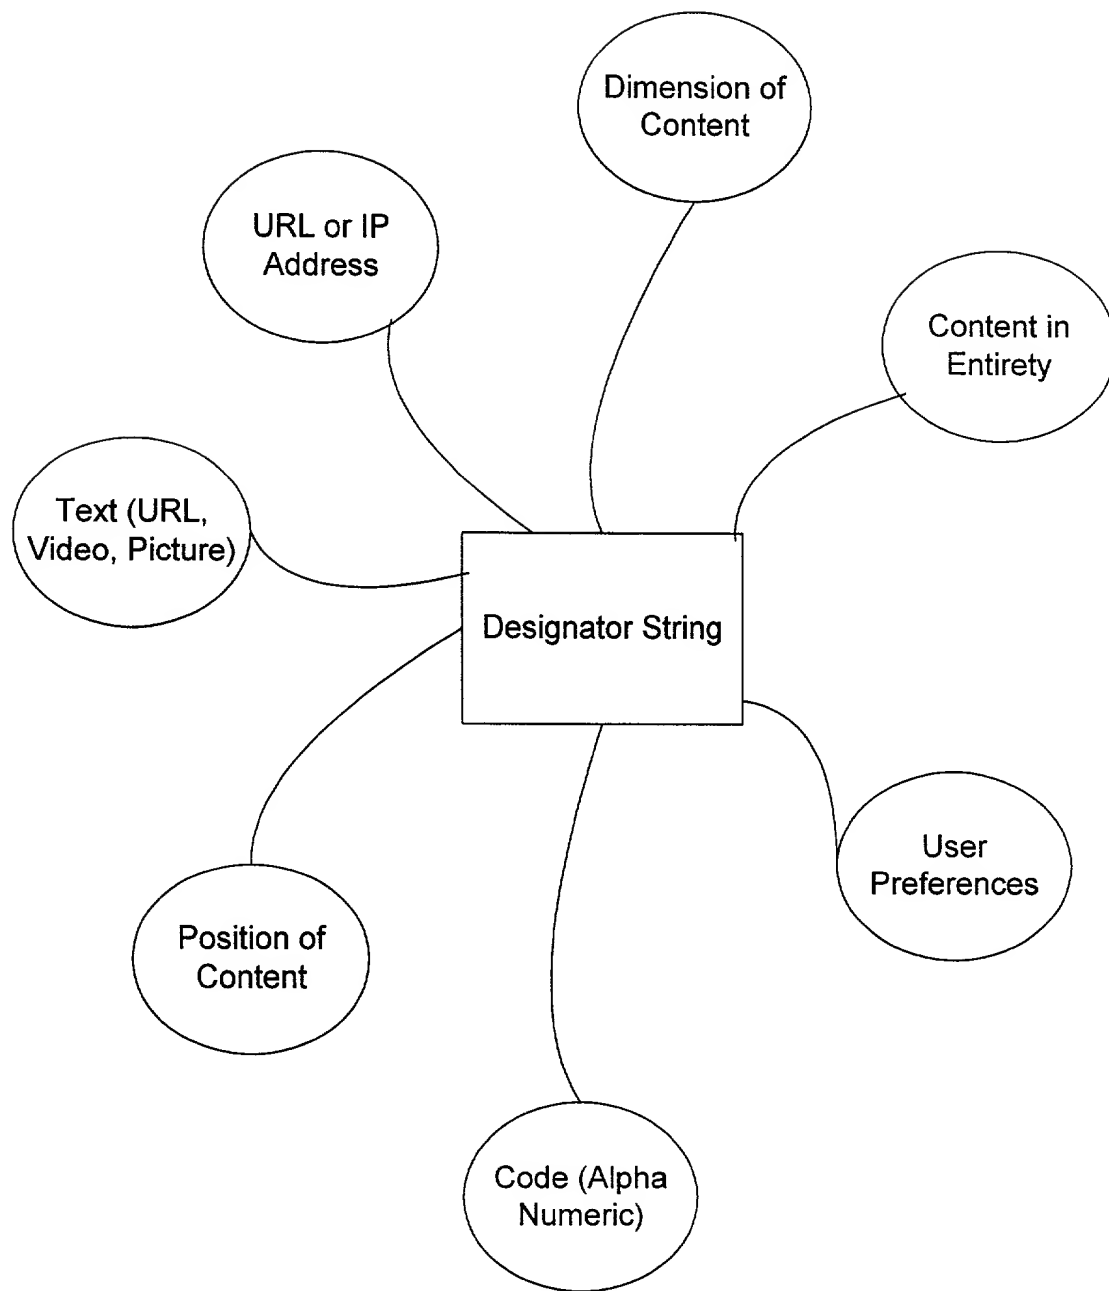 Dimension of
Content
URL or IP
Address
Content in
Entirety
Text (URL,
Video, Picture)
Designator String
User
Preferences
Position of
Content
Code (Alpha
Numeric)